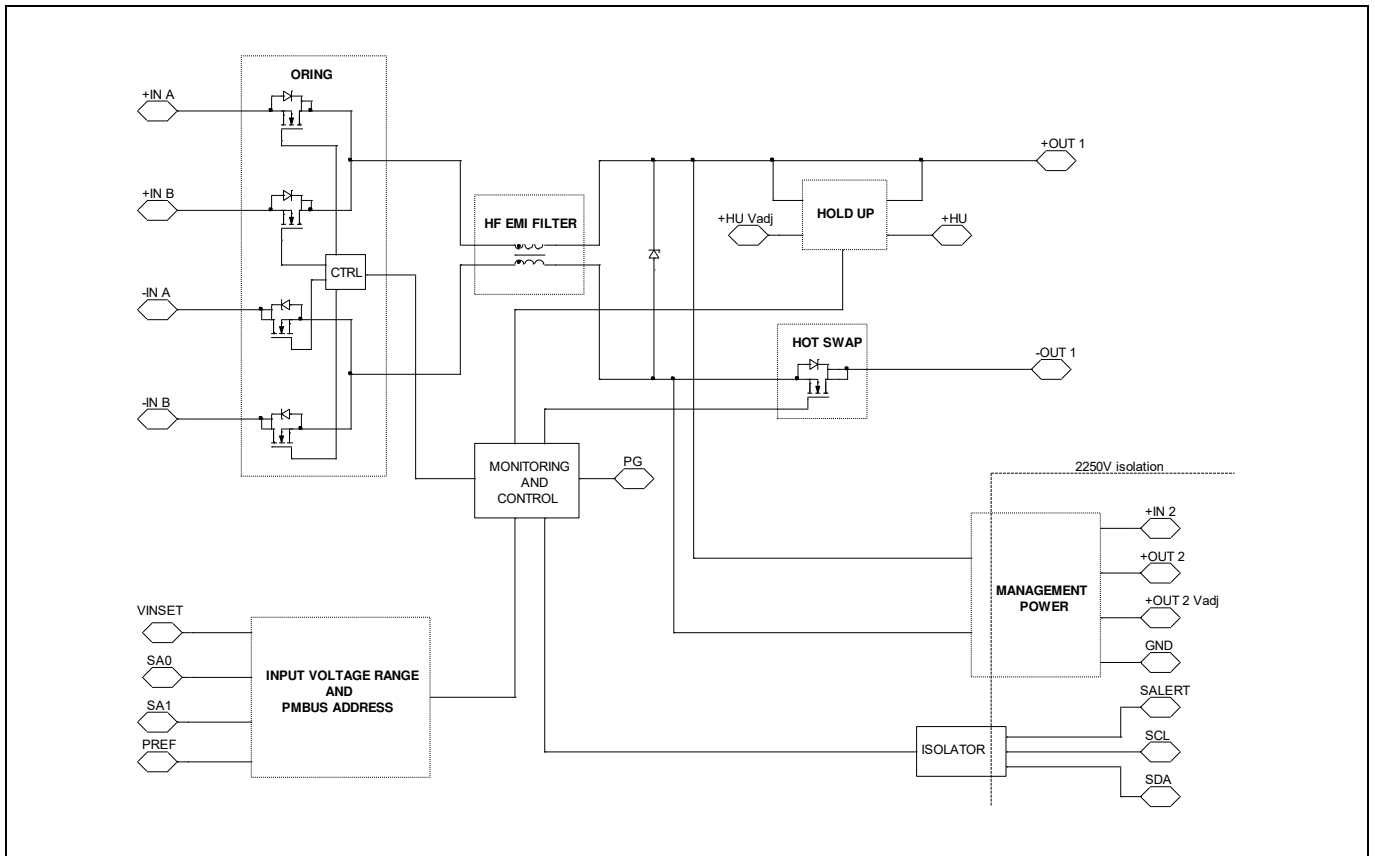 ORING
+IN A
+IN B
-IN A
-IN B
CTRL
HF EMI FILTER
+OUT 1
HOLD UP
+HU Vadj
+HU
HOT SWAP
-OUT 1
MONITORING
AND
CONTROL
PG
2250V isolation
+IN 2
+OUT 2
+OUT 2 Vadj
GND
MANAGEMENT
POWER
VINSET
SA0
SA1
PREF
INPUT VOLTAGE RANGE
AND
PMBUS ADDRESS
ISOLATOR
SALERT
SCL
SDA